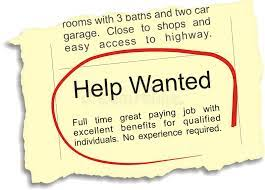 rooms with 3 baths and two car
garage. Close to shops and
easy access to highway.
Help Wanted
Full time great paying job with
excellent benefits for qualified
individuals. No experience required.